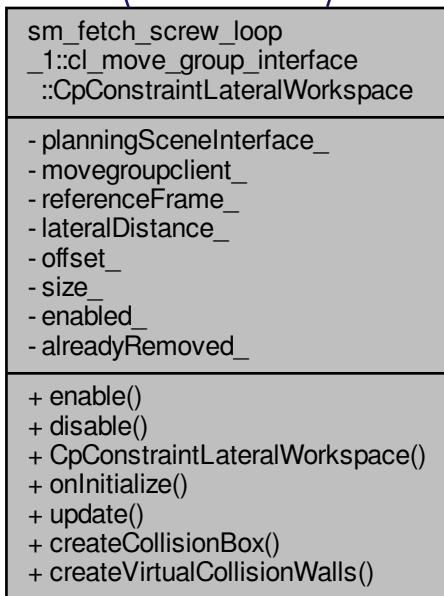 sm_fetch_screw_loop
_1::cl_move_group_interface
::CpConstraintLateralWorkspace
- planningSceneInterface_
- movegroupclient_
- referenceFrame_
- lateralDistance_
- offset_
- size_
- enabled_
- alreadyRemoved_
+ enable()
+ disable()
+ CpConstraintLateralWorkspace()
+ onInitialize()
+ update()
+ createCollisionBox()
+ createVirtualCollisionWalls()